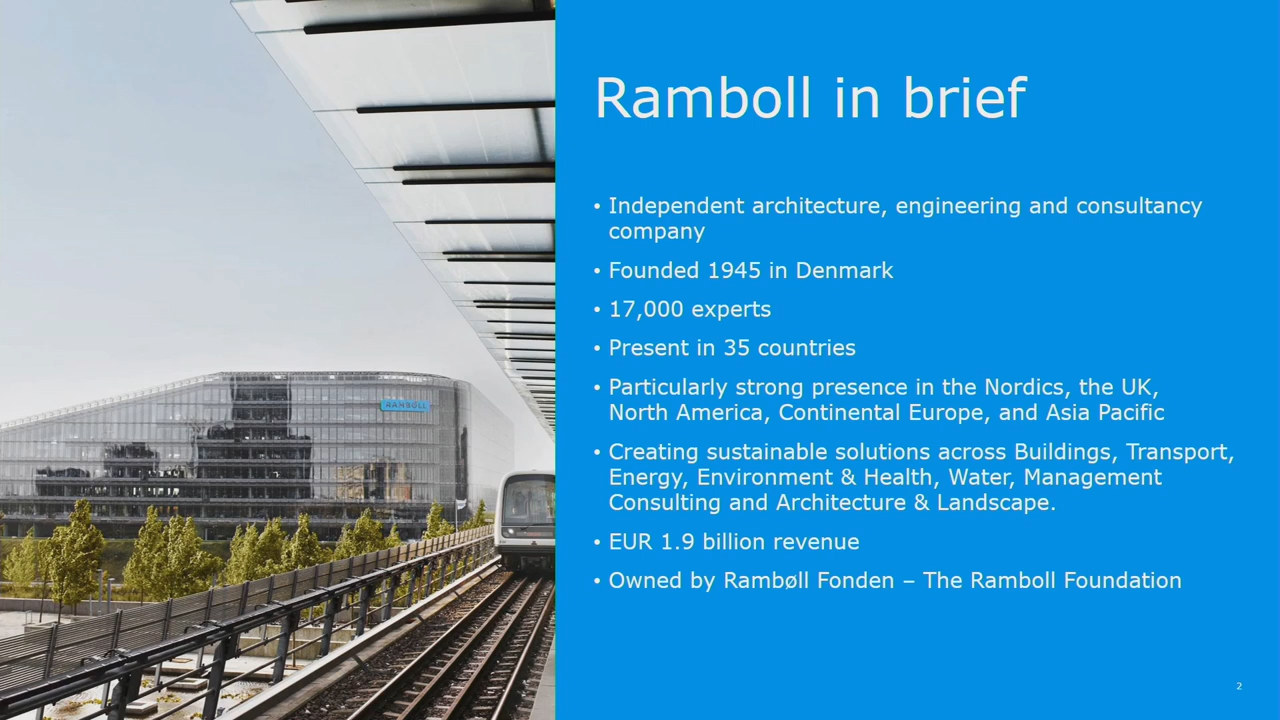 Ramboll in brief
• Independent architecture, engineering and consultancy
company
• Founded 1945 in Denmark
• 17,000 experts
• Present in 35 countries
• Particularly strong presence in the Nordics, the UK,
North America, Continental Europe, and Asia Pacific
• Creating sustainable solutions across Buildings, Transport,
Energy, Environment & Health, Water, Management
Consulting and Architecture & Landscape.
• EUR 1.9 billion revenue
• Owned by Rambøll Fonden – The Ramboll Foundation
RAMBOLL
2